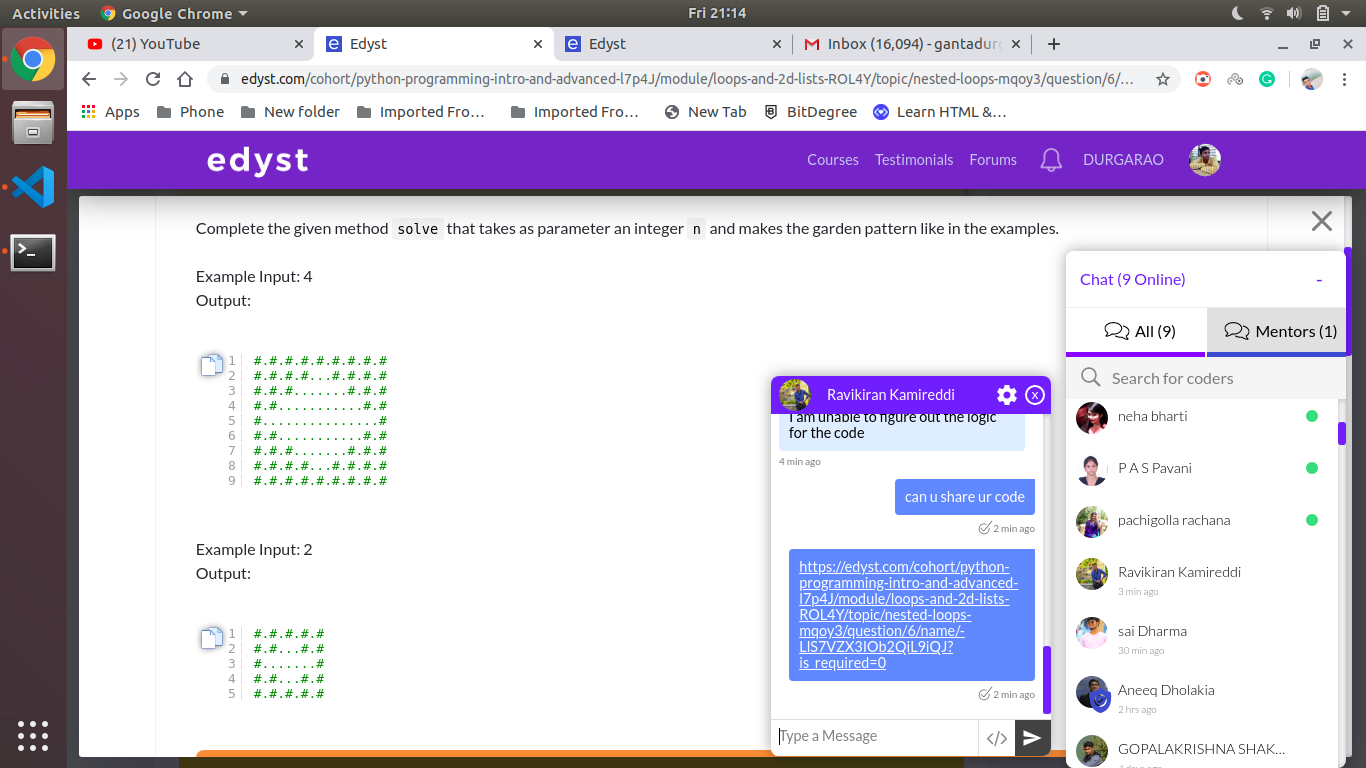 Activities
Google Chrome
Fri 21:14
(21) YouTube
Edyst
Edyst
Inbox (16,094) - gantadurg
edyst.com/cohort/python-programming-intro-and-advanced-l7p4J/module/loops-and-2d-lists-ROL4Y/topic/nested-loops-mqoy3/question/6/…
Apps
Phone
New folder
Imported Fro…
Imported Fro…
New Tab
BitDegree
Learn HTML &…
edyst
Courses
Testimonials
Forums
DURGARAO
Complete the given method solve that takes as parameter an integer n and makes the garden pattern like in the examples.
Example Input: 4
Output:
1 #.#.#.#.#.#.#.#.#
2 #.#.#.#...#.#.#.#
3 #.#.#.......#.#.#
4 #.#...........#.#
5 #...............#
6 #.#...........#.#
7 #.#.#.......#.#.#
8 #.#.#.#...#.#.#.#
9 #.#.#.#.#.#.#.#.#
Example Input: 2
Output:
1 #.#.#.#.#
2 #.#...#.#
3 #.......#
4 #.#...#.#
5 #.#.#.#.#
Ravikiran Kamireddi
X
I am unable to figure out the logic
for the code
4 min ago
can u share ur code
2 min ago
https://edyst.com/cohort/python-
programming-intro-and-advanced-
l7p4J/module/loops-and-2d-lists-
ROL4Y/topic/nested-loops-
mqoy3/question/6/name/-
LlS7VZX3IOb2QiL9iQJ?
is_required=0
2 min ago
Type a Message
</>
Chat (9 Online)
-
All (9)
Mentors (1)
Search for coders
neha bharti
P A S Pavani
pachigolla rachana
Ravikiran Kamireddi
3 min ago
sai Dharma
30 min ago
Aneeq Dholakia
2 hrs ago
GOPALAKRISHNA SHAK…